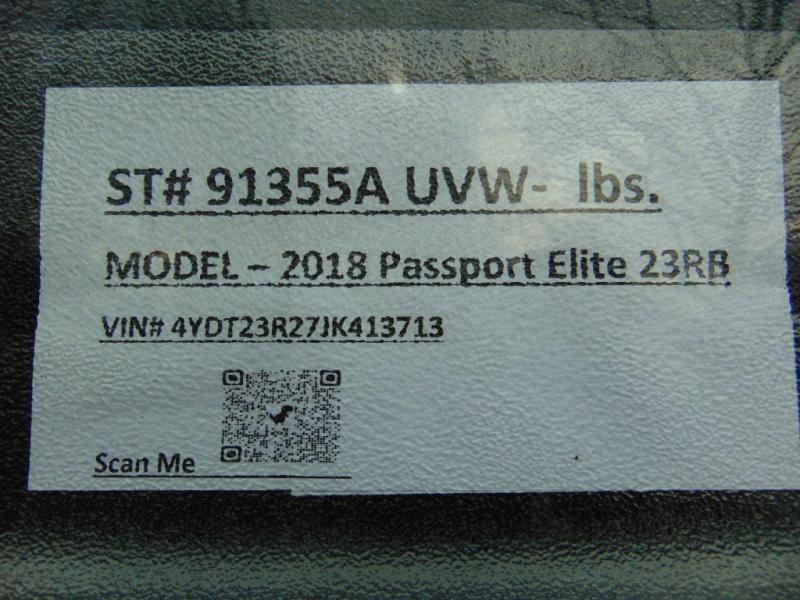 ST# 91355A UVW- lbs.
MODEL – 2018 Passport Elite 23RB
VIN# 4YDT23R27JK413713
Scan Me